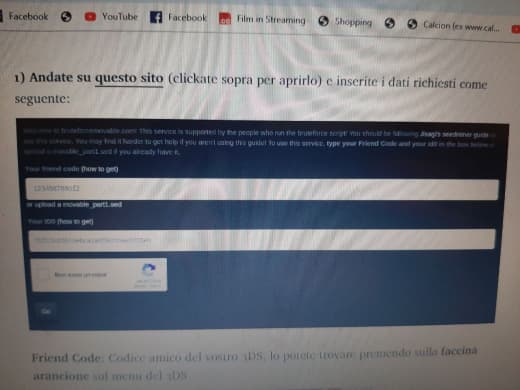 Facebook YouTube Facebook Film in Streaming Shopping Calcion (ex www.cal...
1) Andate su questo sito (clickate sopra per aprirlo) e inserite i dati richiesti come
seguente:
Welcome to bruteforcemovable.com! This service is supported by the people who run the bruteforce script! You should be following Jisagi's seedminer guide to
use this service. You may find it harder to get help if you aren't using this guide! To use this service, type your Friend Code and your id0 in the box below or
upload a movable_part1.sed if you already have it.
Your friend code (how to get)
or upload a movable_part1.sed
Your ID0 (how to get)
Non sono un robot
Go
Friend Code: Codice amico del vostro 3DS, lo potete trovare premendo sulla faccina
arancione sul menu del 3DS